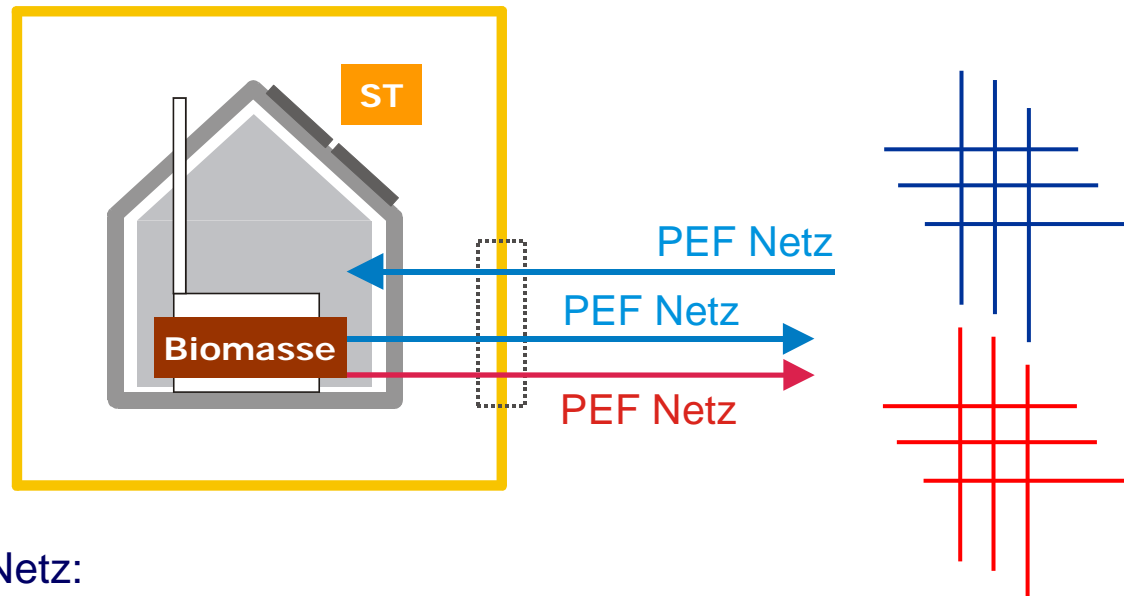 ST
PEF Netz
PEF Netz
Biomasse
PEF Netz
Netz: